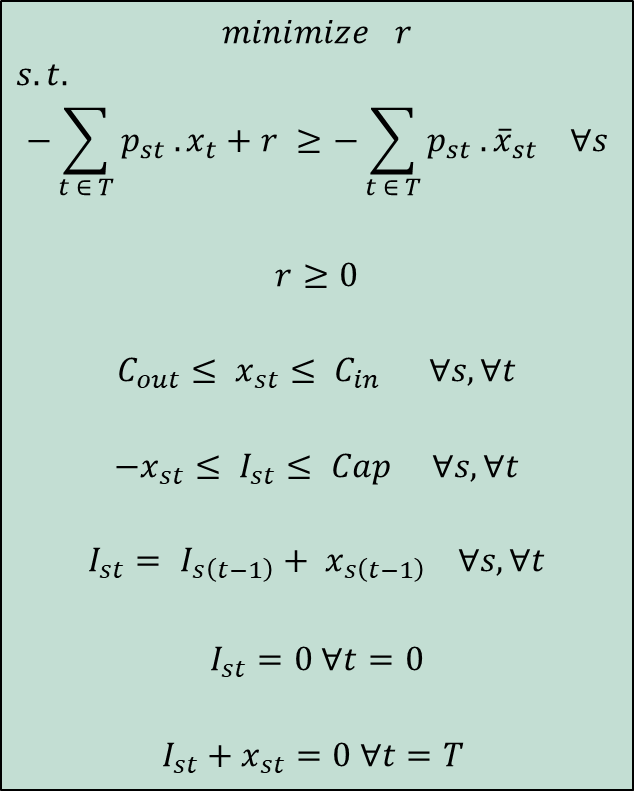 minimize r
s.t.
− ∑_{t ∈ T} p_{st} . x_t + r ≥ − ∑_{t ∈ T} p_{st} . x̄_{st} ∀s
r ≥ 0
C_{out} ≤ x_{st} ≤ C_{in} ∀s, ∀t
−x_{st} ≤ I_{st} ≤ Cap ∀s, ∀t
I_{st} = I_{s(t−1)} + x_{s(t−1)} ∀s, ∀t
I_{st} = 0 ∀t = 0
I_{st} + x_{st} = 0 ∀t = T